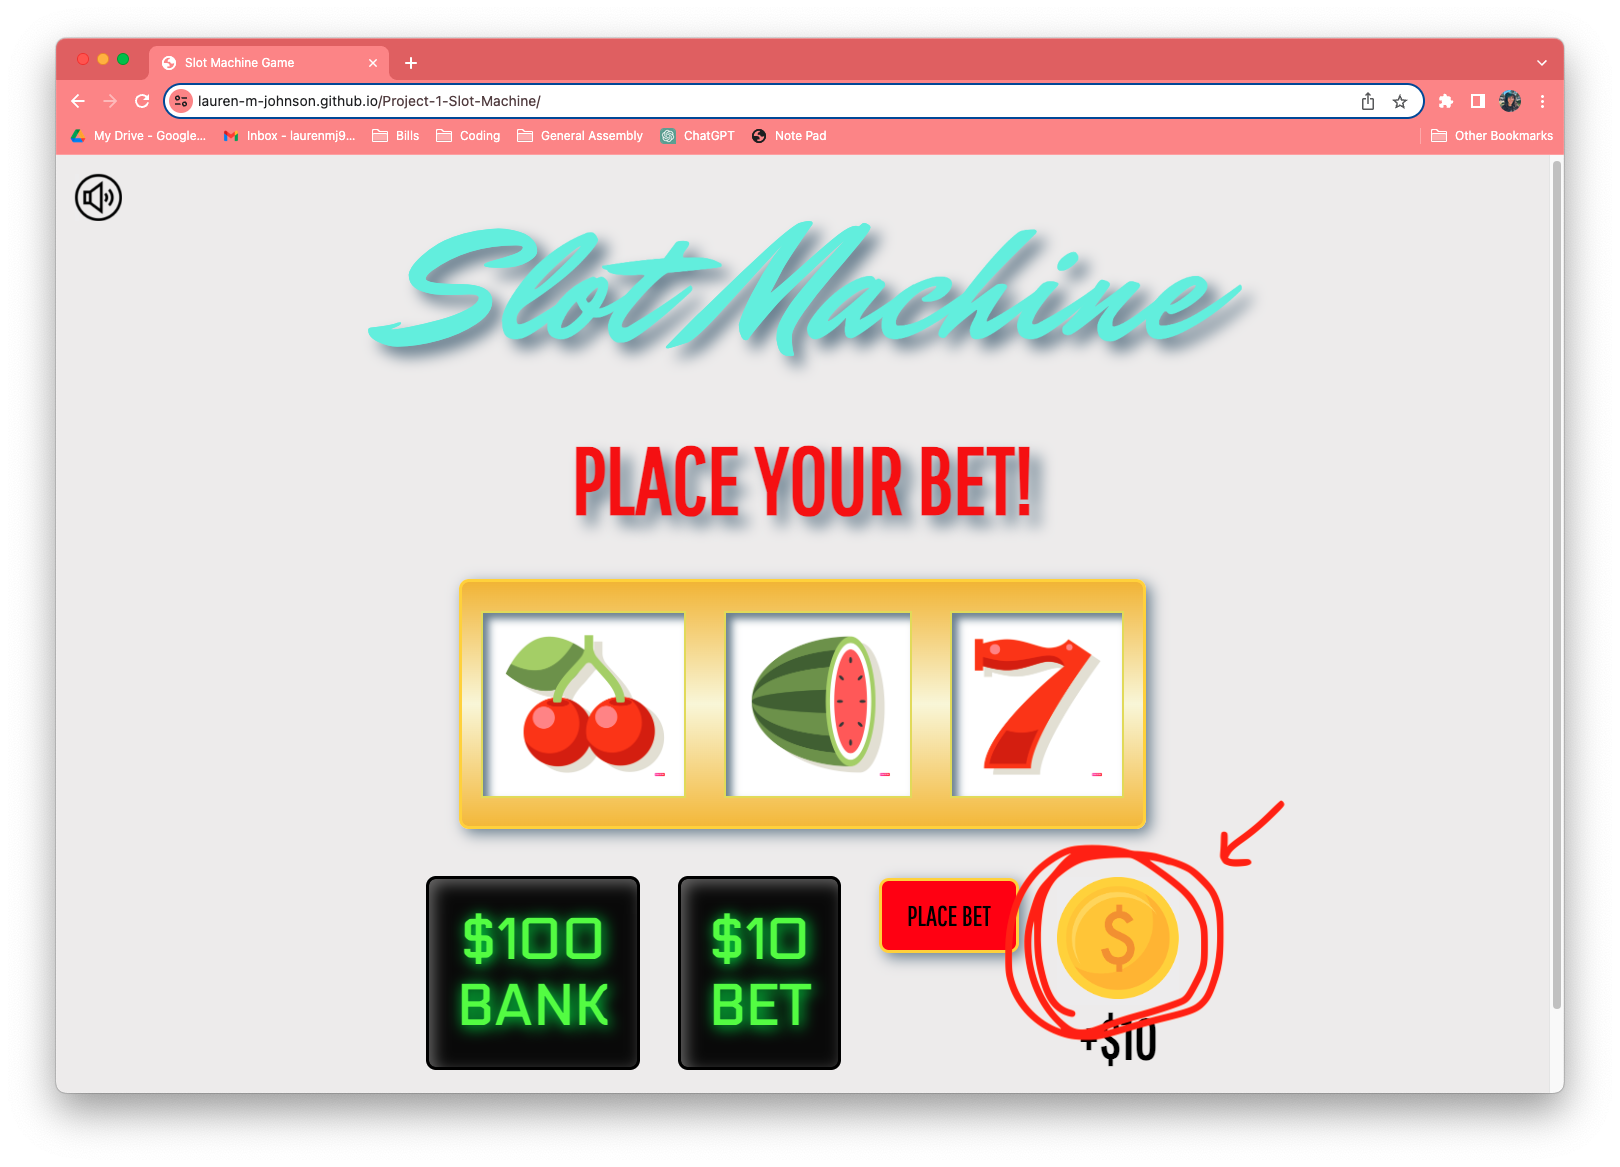 Slot Machine Game
lauren-m-johnson.github.io/Project-1-Slot-Machine/
My Drive - Google... Inbox - laurenmj9... Bills Coding General Assembly ChatGPT Note Pad Other Bookmarks
Slot Machine
PLACE YOUR BET!
7
$100
BANK
$10
BET
PLACE BET
$
+$10